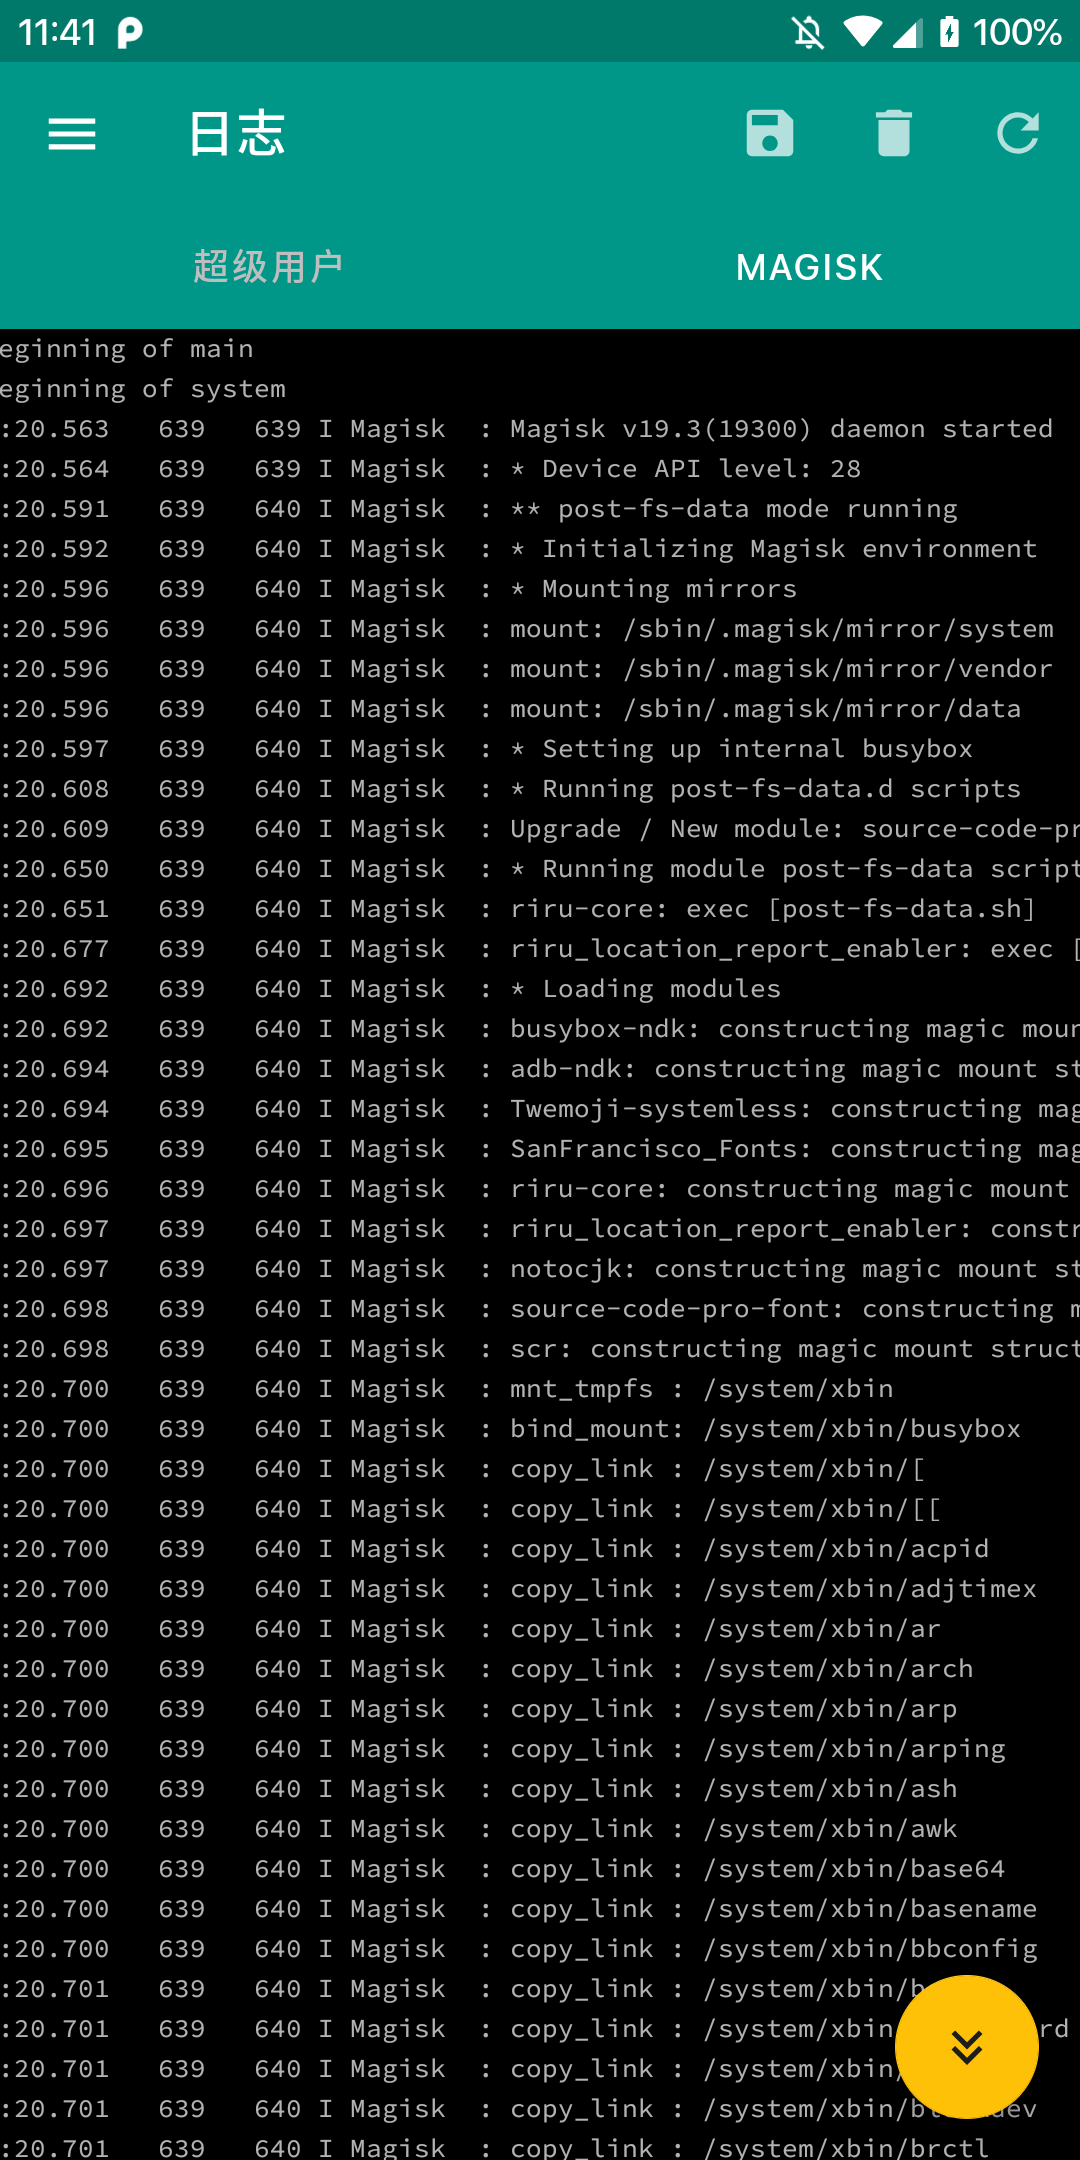 11:41 100%
日志
超级用户 MAGISK
eginning of main
eginning of system
:20.563 639 639 I Magisk : Magisk v19.3(19300) daemon started
:20.564 639 639 I Magisk : * Device API level: 28
:20.591 639 640 I Magisk : ** post-fs-data mode running
:20.592 639 640 I Magisk : * Initializing Magisk environment
:20.596 639 640 I Magisk : * Mounting mirrors
:20.596 639 640 I Magisk : mount: /sbin/.magisk/mirror/system
:20.596 639 640 I Magisk : mount: /sbin/.magisk/mirror/vendor
:20.596 639 640 I Magisk : mount: /sbin/.magisk/mirror/data
:20.597 639 640 I Magisk : * Setting up internal busybox
:20.608 639 640 I Magisk : * Running post-fs-data.d scripts
:20.609 639 640 I Magisk : Upgrade / New module: source-code-pr
:20.650 639 640 I Magisk : * Running module post-fs-data script
:20.651 639 640 I Magisk : riru-core: exec [post-fs-data.sh]
:20.677 639 640 I Magisk : riru_location_report_enabler: exec [
:20.692 639 640 I Magisk : * Loading modules
:20.692 639 640 I Magisk : busybox-ndk: constructing magic moun
:20.694 639 640 I Magisk : adb-ndk: constructing magic mount st
:20.694 639 640 I Magisk : Twemoji-systemless: constructing mag
:20.695 639 640 I Magisk : SanFrancisco_Fonts: constructing mag
:20.696 639 640 I Magisk : riru-core: constructing magic mount
:20.697 639 640 I Magisk : riru_location_report_enabler: constr
:20.697 639 640 I Magisk : notocjk: constructing magic mount st
:20.698 639 640 I Magisk : source-code-pro-font: constructing m
:20.698 639 640 I Magisk : scr: constructing magic mount struct
:20.700 639 640 I Magisk : mnt_tmpfs : /system/xbin
:20.700 639 640 I Magisk : bind_mount: /system/xbin/busybox
:20.700 639 640 I Magisk : copy_link : /system/xbin/[
:20.700 639 640 I Magisk : copy_link : /system/xbin/[[
:20.700 639 640 I Magisk : copy_link : /system/xbin/acpid
:20.700 639 640 I Magisk : copy_link : /system/xbin/adjtimex
:20.700 639 640 I Magisk : copy_link : /system/xbin/ar
:20.700 639 640 I Magisk : copy_link : /system/xbin/arch
:20.700 639 640 I Magisk : copy_link : /system/xbin/arp
:20.700 639 640 I Magisk : copy_link : /system/xbin/arping
:20.700 639 640 I Magisk : copy_link : /system/xbin/ash
:20.700 639 640 I Magisk : copy_link : /system/xbin/awk
:20.700 639 640 I Magisk : copy_link : /system/xbin/base64
:20.700 639 640 I Magisk : copy_link : /system/xbin/basename
:20.700 639 640 I Magisk : copy_link : /system/xbin/bbconfig
:20.701 639 640 I Magisk : copy_link : /system/xbin/b
:20.701 639 640 I Magisk : copy_link : /system/xbin rd
:20.701 639 640 I Magisk : copy_link : /system/xbin/
:20.701 639 640 I Magisk : copy_link : /system/xbin/bl dev
:20.701 639 640 I Magisk : copy_link : /system/xbin/brctl